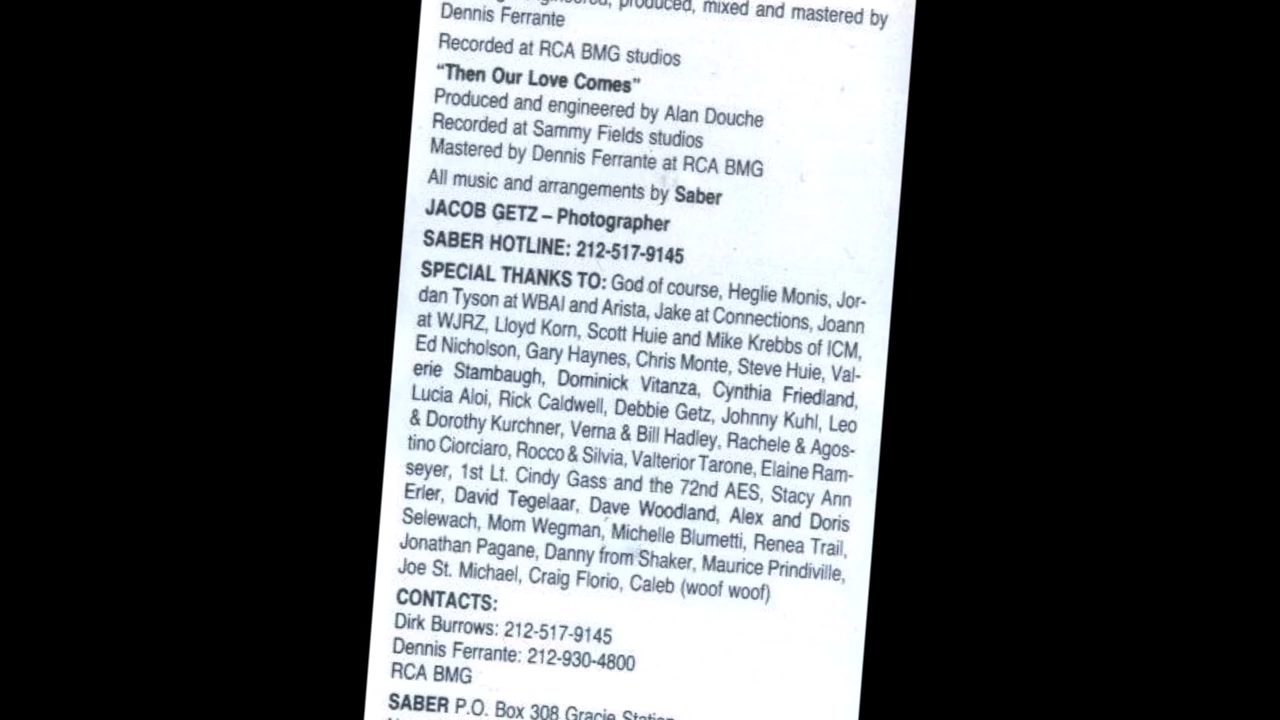 produced, mixed and mastered by
Dennis Ferrante
Recorded at RCA BMG studios
“Then Our Love Comes”
Produced and engineered by Alan Douche
Recorded at Sammy Fields studios
Mastered by Dennis Ferrante at RCA BMG
All music and arrangements by Saber
JACOB GETZ – Photographer
SABER HOTLINE: 212-517-9145
SPECIAL THANKS TO: God of course, Heglie Monis, Jor-
dan Tyson at WBAI and Arista, Jake at Connections, Joann
at WJRZ, Lloyd Korn, Scott Huie and Mike Krebbs of ICM,
Ed Nicholson, Gary Haynes, Chris Monte, Steve Huie, Val-
erie Stambaugh, Dominick Vitanza, Cynthia Friedland,
Lucia Aloi, Rick Caldwell, Debbie Getz, Johnny Kuhl, Leo
& Dorothy Kurchner, Verna & Bill Hadley, Rachele & Agos-
tino Ciorciaro, Rocco & Silvia, Valterior Tarone, Elaine Ram-
seyer, 1st Lt. Cindy Gass and the 72nd AES, Stacy Ann
Erler, David Tegelaar, Dave Woodland, Alex and Doris
Selewach, Mom Wegman, Michelle Blumetti, Renea Trail,
Jonathan Pagane, Danny from Shaker, Maurice Prindiville,
Joe St. Michael, Craig Florio, Caleb (woof woof)
CONTACTS:
Dirk Burrows: 212-517-9145
Dennis Ferrante: 212-930-4800
RCA BMG
SABER P.O. Box 308 Gracie Station